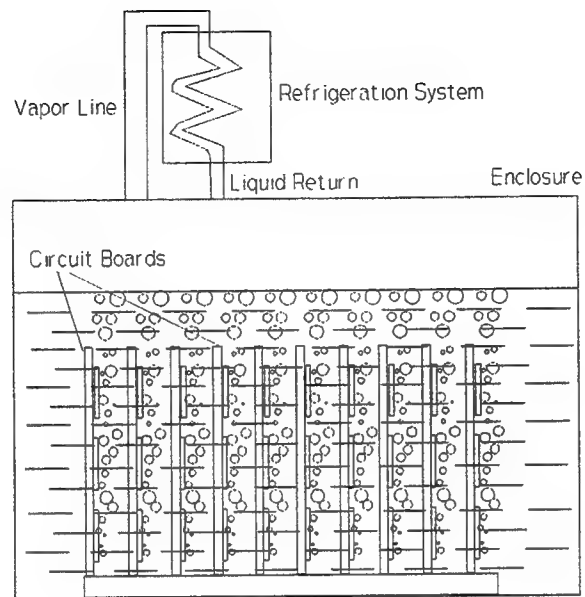 Vapor Line
Refrigeration System
Liquid Return
Enclosure
Circuit Boards